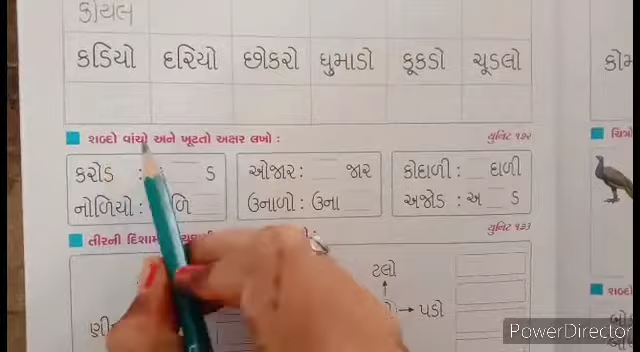 કોયલ
કડિયો દરિયો છોકરો ધુમાડો કૂકડો ચૂડલો
શબ્દો વાંચો અને ખૂટતો અક્ષર લખો : યુનિટ ૧૨૨
કરોડ : ડ ઓજાર : જાર કોદાળી : દાળી
નોળિયો : ળિ ઉનાળો : ઉના અજોડ : અ ડ
તીરની દિશામાં યુનિટ ૧૨૩
ટલો
પડો
ચિત્રો
શબ્દો
PowerDirector